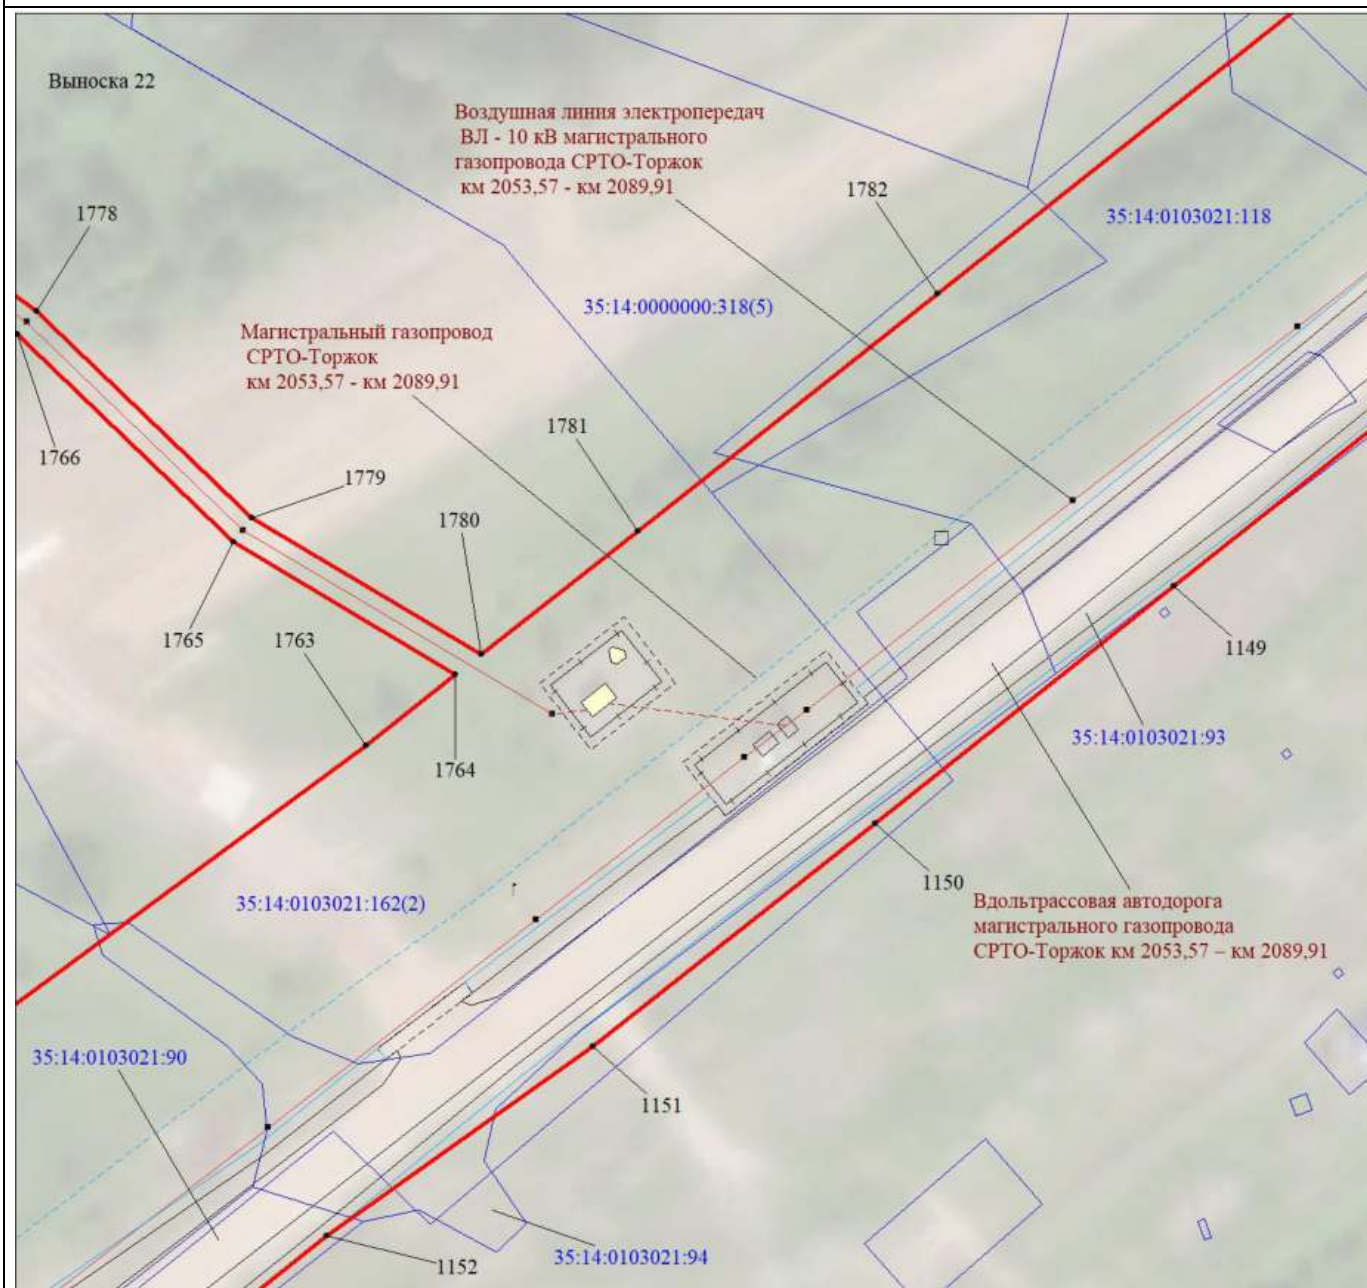 Выноска 22
Воздушная линия электропередач
ВЛ - 10 кВ магистрального
газопровода СРТО-Торжок
км 2053,57 - км 2089,91
1782
1778
35:14:0103021:118
35:14:0000000:318(5)
Магистральный газопровод
СРТО-Торжок
км 2053,57 - км 2089,91
1781
1766
1779
1780
1765
1763
1149
35:14:0103021:93
1764
1150
35:14:0103021:162(2)
Вдольтрассовая автодорога
магистрального газопровода
СРТО-Торжок км 2053,57 – км 2089,91
35:14:0103021:90
1151
35:14:0103021:94
1152